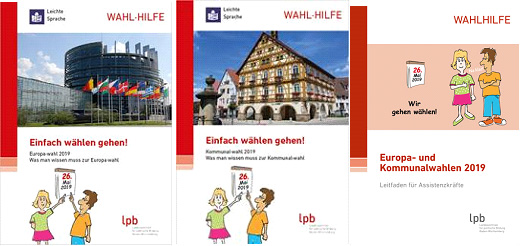 Leichte
Sprache
WAHL-HILFE
Einfach wählen gehen!
Europa-wahl 2019
Was man wissen muss zur Europa-wahl
26.
Mai
2019
lpb
Leichte
Sprache
WAHL-HILFE
Einfach wählen gehen!
Kommunal-wahl 2019
Was man wissen muss zur Kommunal-wahl
26.
Mai
2019
lpb
WAHLHILFE
26.
Mai
2019
Wir
gehen wählen!
Europa- und
Kommunalwahlen 2019
Leitfaden für Assistenzkräfte
lpb